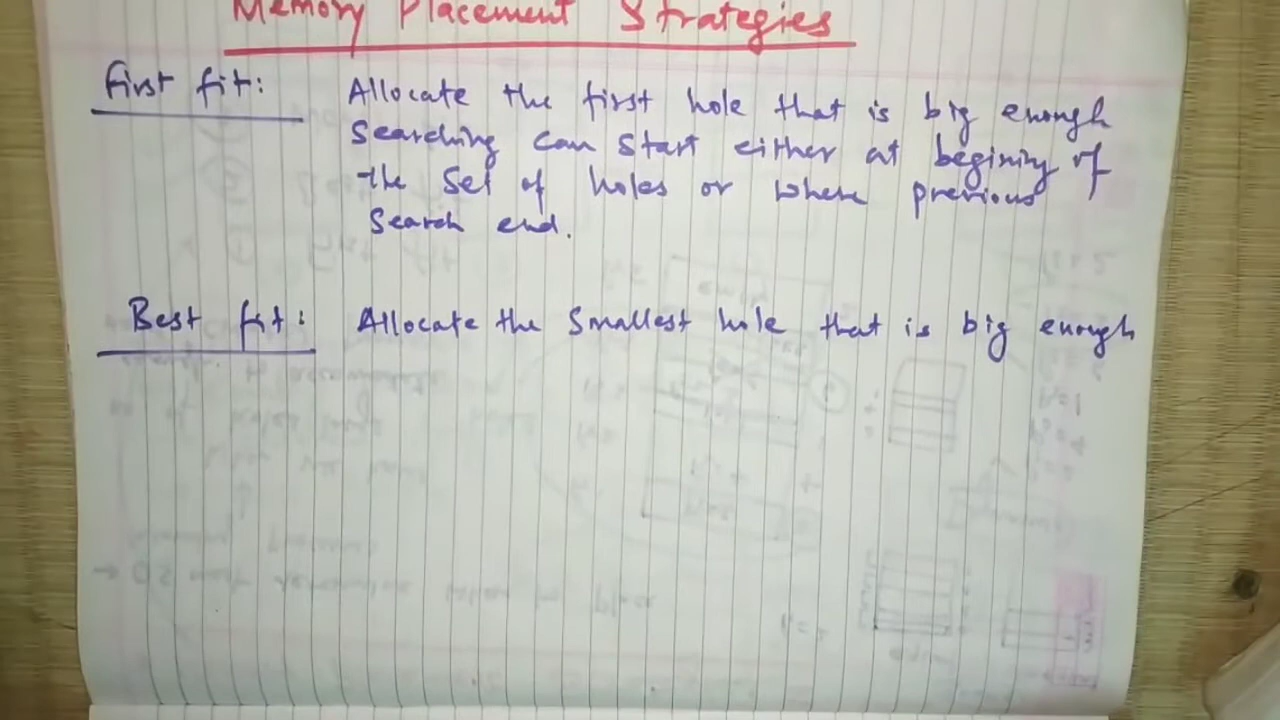 Memory Placement Strategies
First fit: Allocate the first hole that is big enough
Searching can start either at begining of
the set of holes or where previous
Search end.
Best fit: Allocate the smallest hole that is big enough